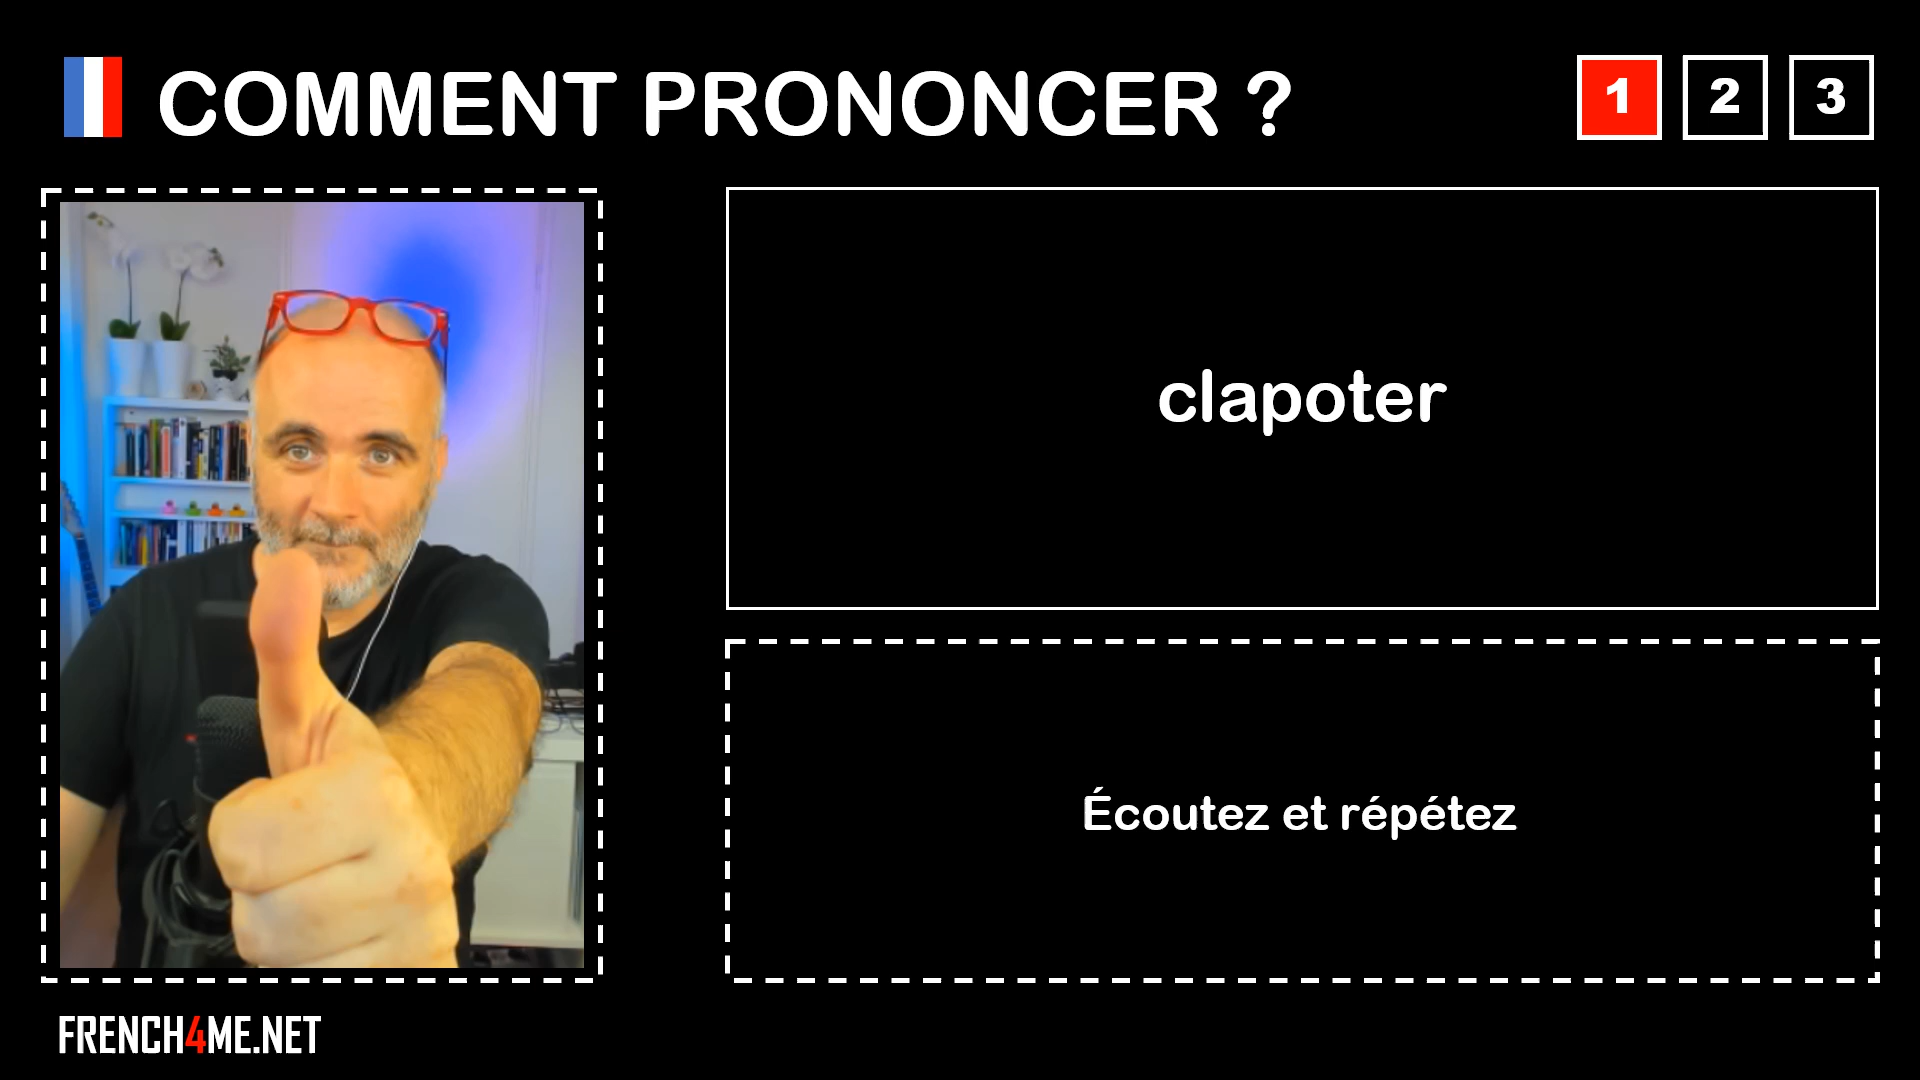 COMMENT PRONONCER ?
1 2 3
clapoter
Écoutez et répétez
FRENCH4ME.NET